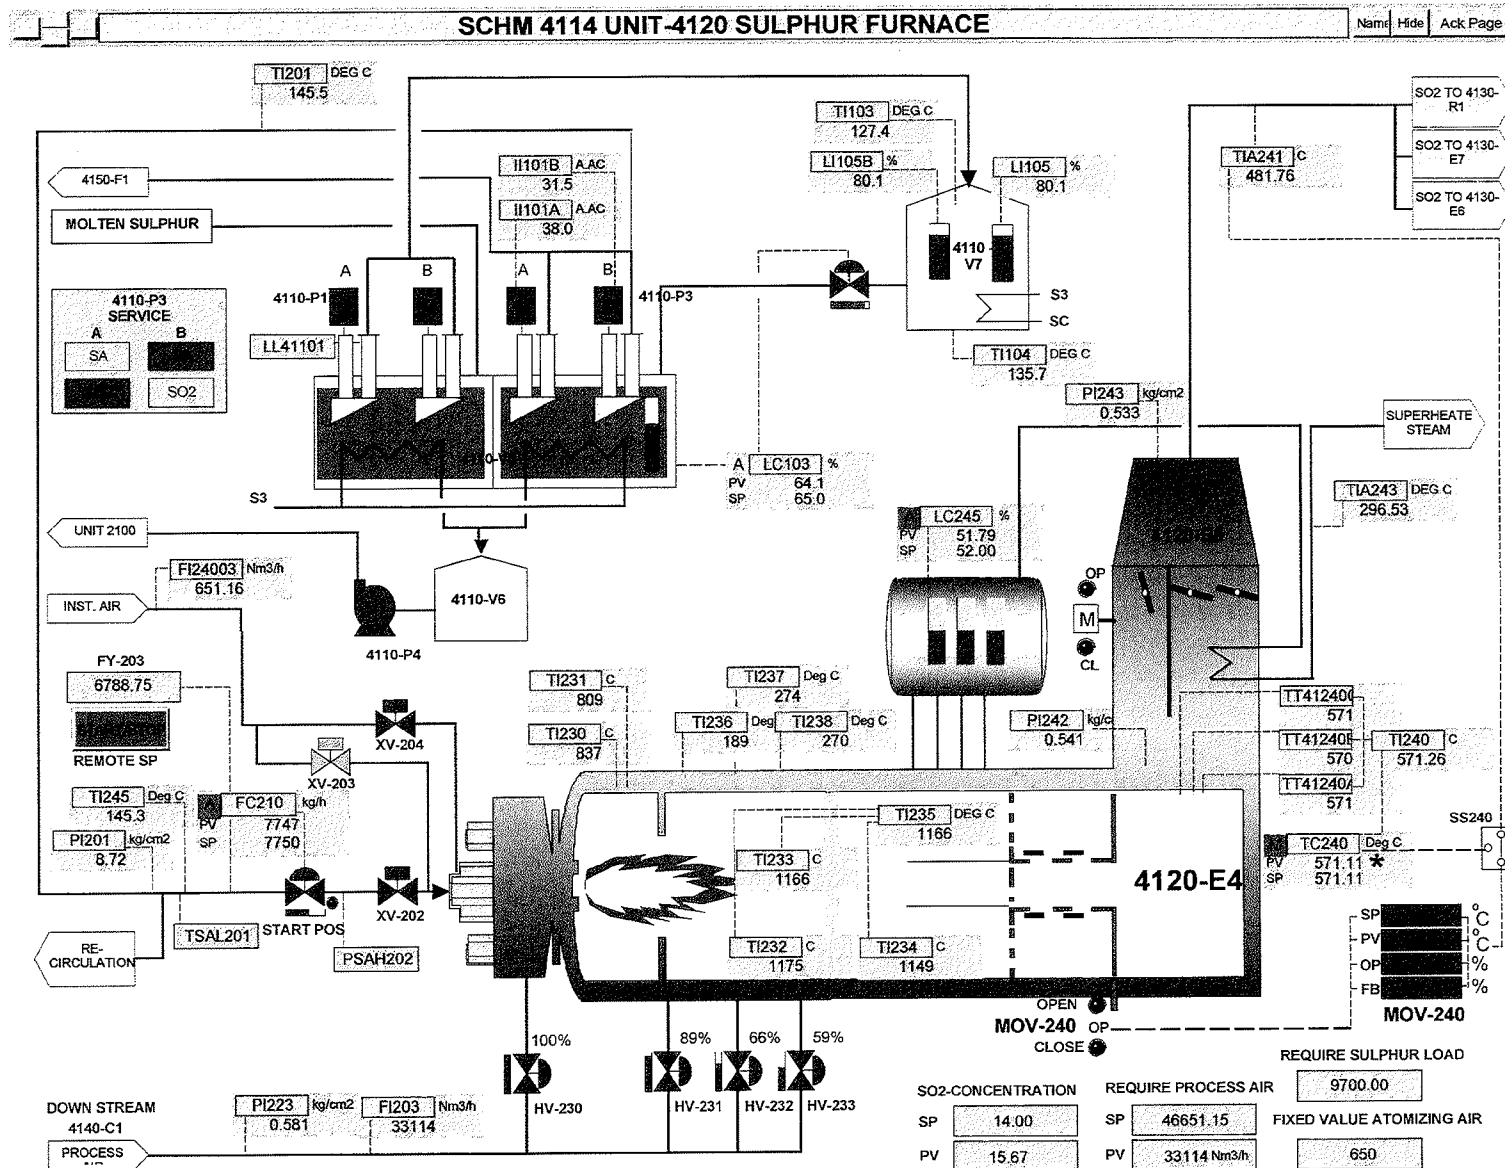 SCHM 4114 UNIT-4120 SULPHUR FURNACE
Name Hide Ack Page
TI201 DEG C
145.5
SO2 TO 4130-
R1
TI103 DEG C
127.4
SO2 TO 4130-
E7
TIA241 C
481.76
II101B A.AC
31.5
LI105B %
80.1
LI105 %
80.1
4150-F1
SO2 TO 4130-
E6
II101A A.AC
38.0
MOLTEN SULPHUR
4110
V7
A B A B
4110-P1
4110-P3
S3
SC
4110-P3
SERVICE
A B
SA
SO2
LL41101
TI104 DEG C
135.7
PI243 kg/cm2
0.533
SUPERHEATE
STEAM
A LC103 %
PV 64.1
SP 65.0
S3
TIA243 DEG C
296.53
LC245 %
PV 51.79
SP 52.00
UNIT 2100
FI24003 Nm3/h
651.16
INST. AIR
4110-V6
4110-P4
OP
M
CL
FY-203
6788.75
REMOTE SP
XV-204
XV-203
TI231 C
809
TI237 Deg C
274
TI236 Deg
189
TI238 Deg C
270
TI230 C
837
PI242 kg/c
0.541
TT41240
571
TT41240
570
TI240 C
571.26
TT41240
571
TI245 Deg C
145.3
A FC210 kg/h
PV 7747
SP 7750
PI201 kg/cm2
8.72
TI235 DEG C
1166
TI233 C
1166
SS240
M TC240 Deg C
PV 571.11 *
SP 571.11
4120-E4
XV-202
START POS
TSAL201
PSAH202
RE-
CIRCULATION
TI232 C
1175
TI234 C
1149
SP °C
PV °C
OP %
FB %
MOV-240
OPEN
MOV-240 OP
CLOSE
100% 89% 66% 59%
HV-230 HV-231 HV-232 HV-233
REQUIRE SULPHUR LOAD
9700.00
SO2-CONCENTRATION
SP 14.00
PV 15.67
REQUIRE PROCESS AIR
SP 46651.15
PV 33114 Nm3/h
FIXED VALUE ATOMIZING AIR
650
DOWN STREAM
4140-C1
PROCESS
PI223 kg/cm2
0.581
FI203 Nm3/h
33114